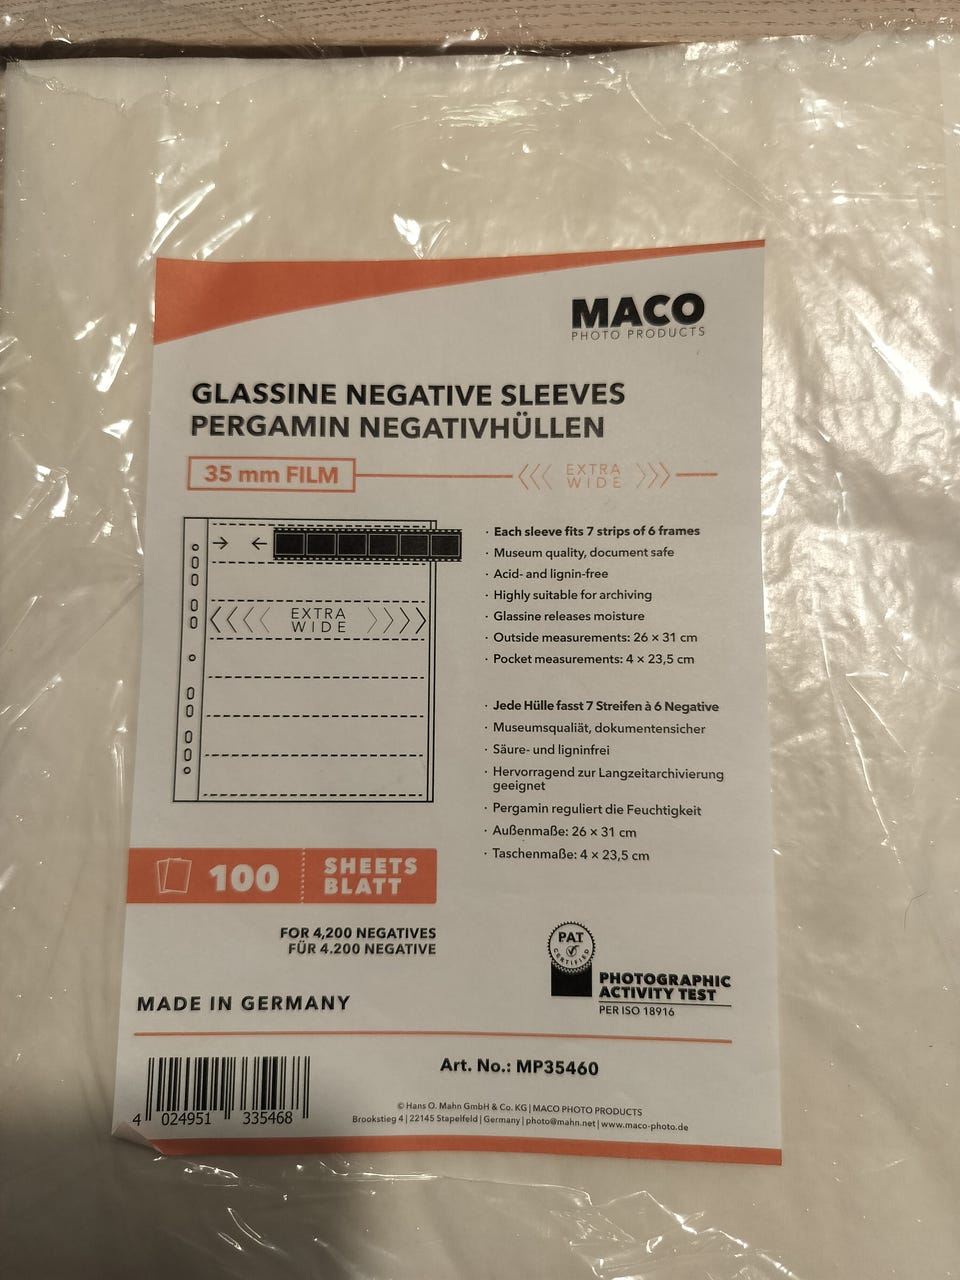 MACO
PHOTO PRODUCTS
GLASSINE NEGATIVE SLEEVES
PERGAMIN NEGATIVHÜLLEN
35 mm FILM
EXTRA
WIDE
EXTRA
WIDE
· Each sleeve fits 7 strips of 6 frames
· Museum quality, document safe
· Acid- and lignin-free
· Highly suitable for archiving
· Glassine releases moisture
· Outside measurements: 26 × 31 cm
· Pocket measurements: 4 × 23,5 cm
· Jede Hülle fasst 7 Streifen à 6 Negative
· Museumsqualiät, dokumentensicher
· Säure- und ligninfrei
· Hervorragend zur Langzeitarchivierung
geeignet
· Pergamin reguliert die Feuchtigkeit
· Außenmaße: 26 × 31 cm
· Taschenmaße: 4 × 23,5 cm
100 SHEETS
BLATT
FOR 4,200 NEGATIVES
FÜR 4.200 NEGATIVE
PAT
CERTIFIED
PHOTOGRAPHIC
ACTIVITY TEST
PER ISO 18916
MADE IN GERMANY
Art. No.: MP35460
4 024951 335468
© Hans O. Mahn GmbH & Co. KG | MACO PHOTO PRODUCTS
Brookstieg 4 | 22145 Stapelfeld | Germany | photo@mahn.net | www.maco-photo.de